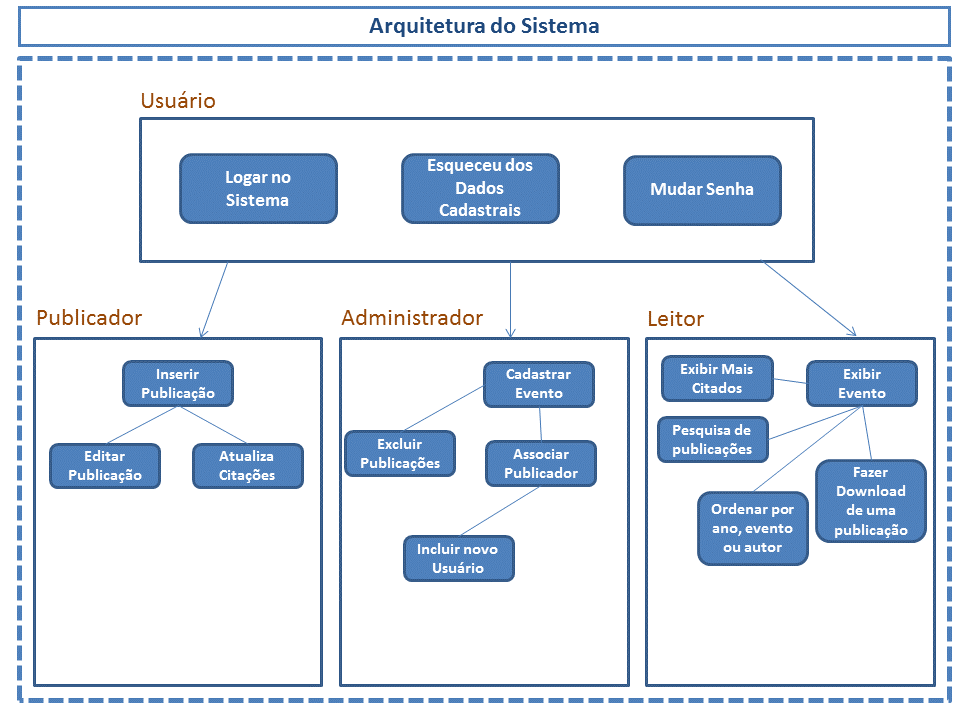 Arquitetura do Sistema
Usuário
Logar no
Sistema
Esqueceu dos
Dados
Cadastrais
Mudar Senha
Publicador
Inserir
Publicação
Editar
Publicação
Atualiza
Citações
Administrador
Cadastrar
Evento
Excluir
Publicações
Associar
Publicador
Incluir novo
Usuário
Leitor
Exibir Mais
Citados
Exibir
Evento
Pesquisa de
publicações
Ordenar por
ano, evento
ou autor
Fazer
Download
de uma
publicação